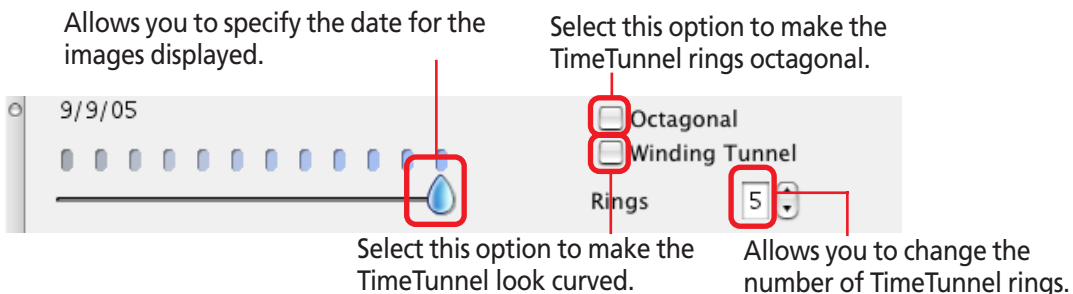 Allows you to specify the date for the
images displayed.
Select this option to make the
TimeTunnel rings octagonal.
9/9/05
Octagonal
Winding Tunnel
Rings
5
Select this option to make the
TimeTunnel look curved.
Allows you to change the
number of TimeTunnel rings.